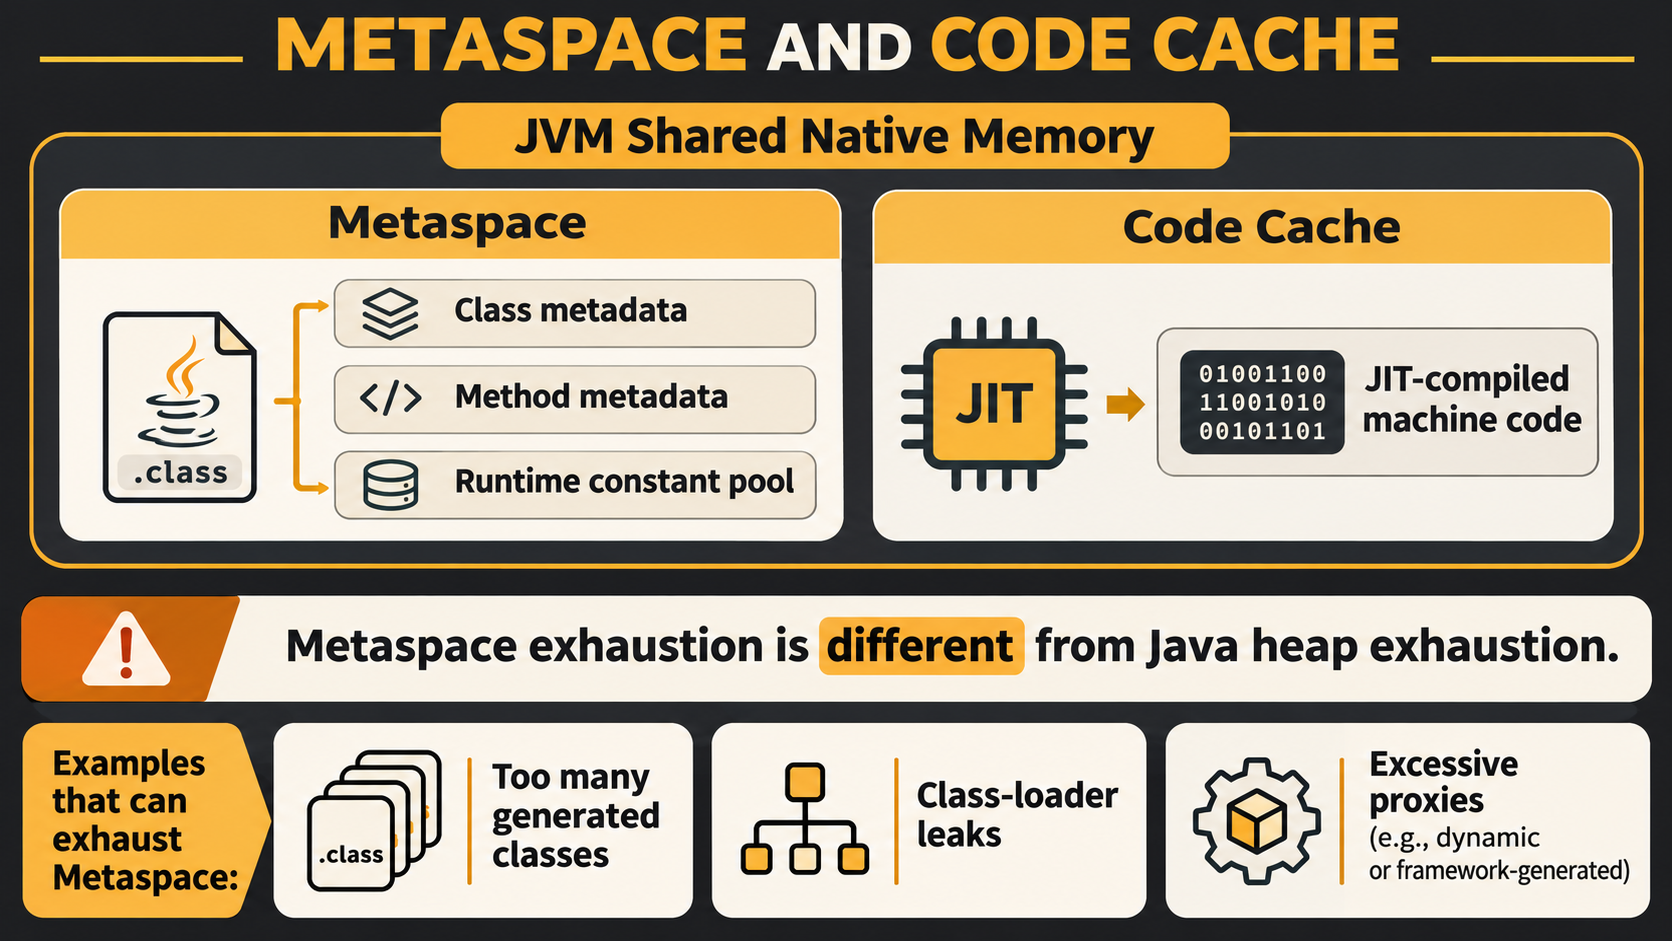 METASPACE AND CODE CACHE
JVM Shared Native Memory
Metaspace
.class
Class metadata
</> Method metadata
Runtime constant pool
Code Cache
JIT
01001100
11001010
00101101
JIT-compiled
machine code
! Metaspace exhaustion is different from Java heap exhaustion.
Examples
that can
exhaust
Metaspace:
.class
Too many
generated
classes
Class-loader
leaks
Excessive
proxies
(e.g., dynamic
or framework-generated)